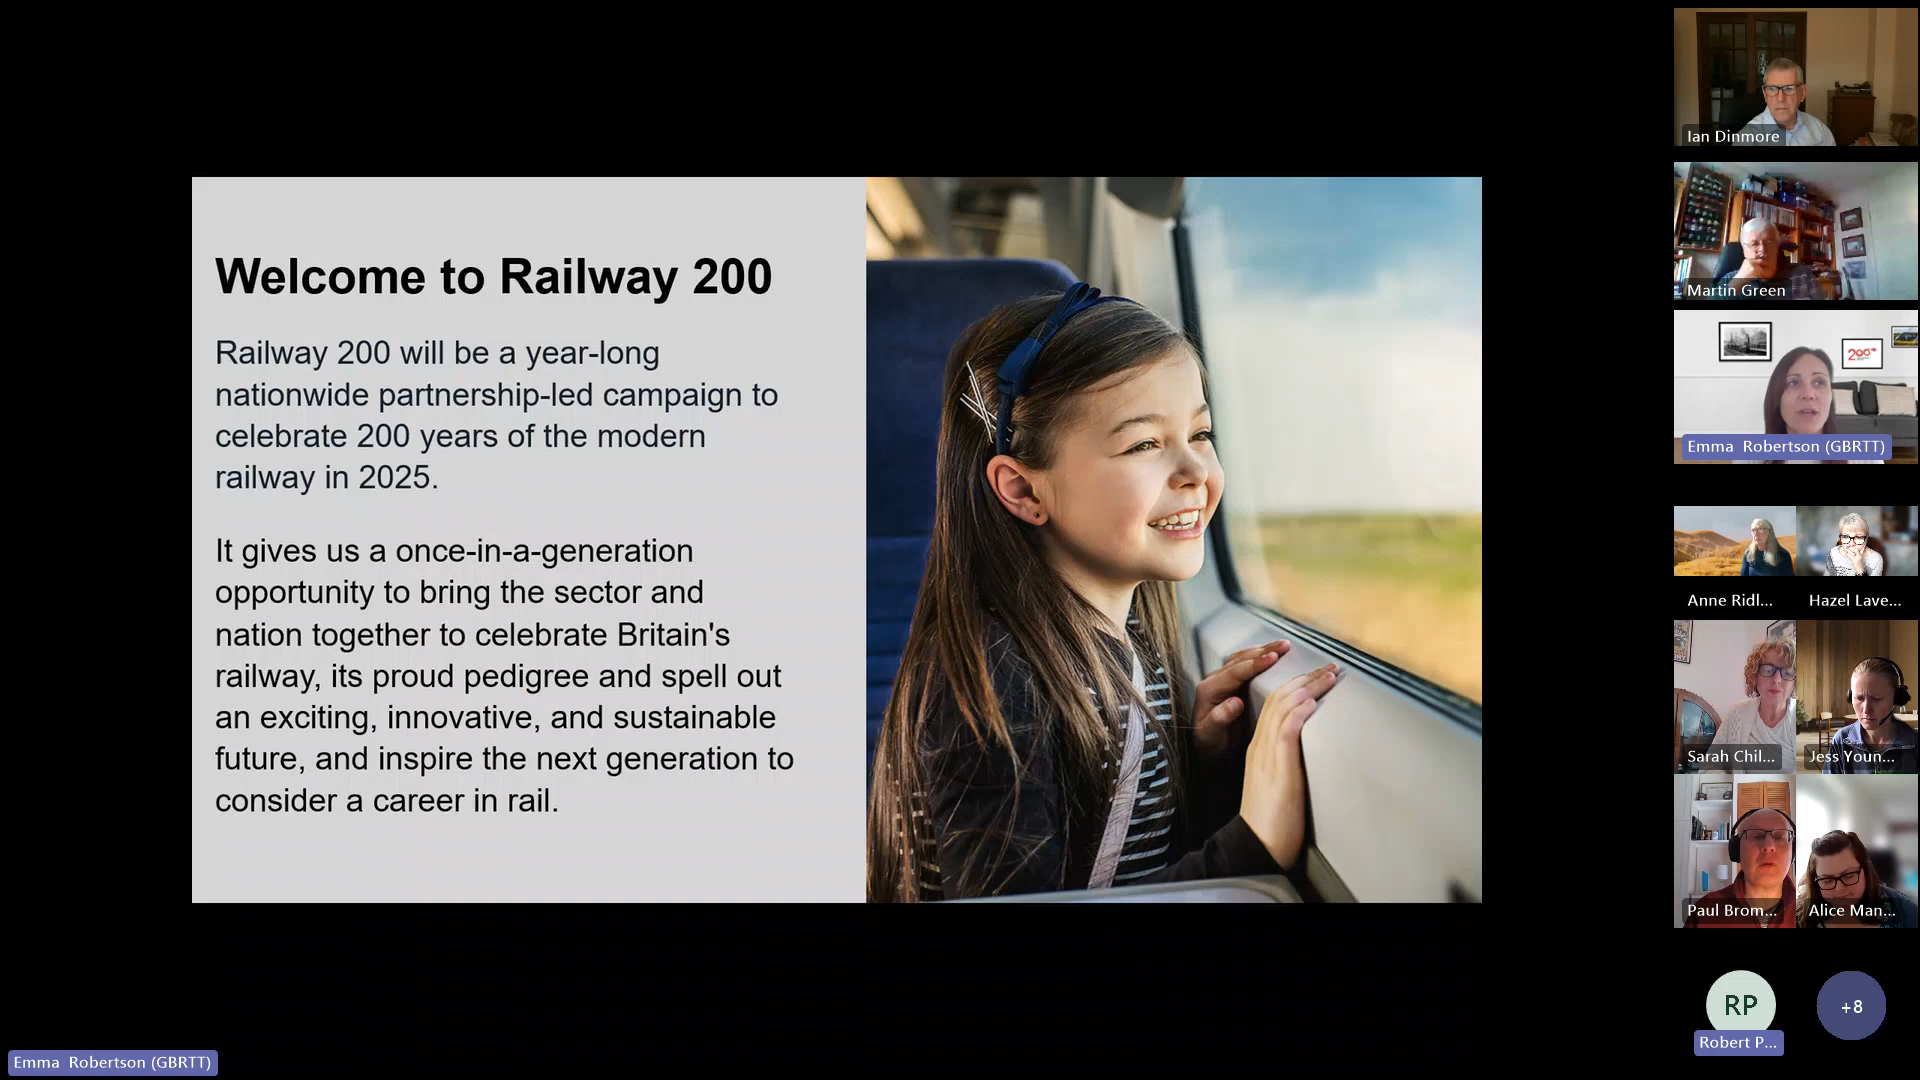 Welcome to Railway 200
Railway 200 will be a year-long
nationwide partnership-led campaign to
celebrate 200 years of the modern
railway in 2025.
It gives us a once-in-a-generation
opportunity to bring the sector and
nation together to celebrate Britain's
railway, its proud pedigree and spell out
an exciting, innovative, and sustainable
future, and inspire the next generation to
consider a career in rail.
Ian Dinmore
Martin Green
200
Emma Robertson (GBRTT)
Anne Ridl...
Hazel Lave...
Sarah Chil...
Jess Youn...
Paul Brom...
Alice Man...
RP
Robert P...
+8
Emma Robertson (GBRTT)